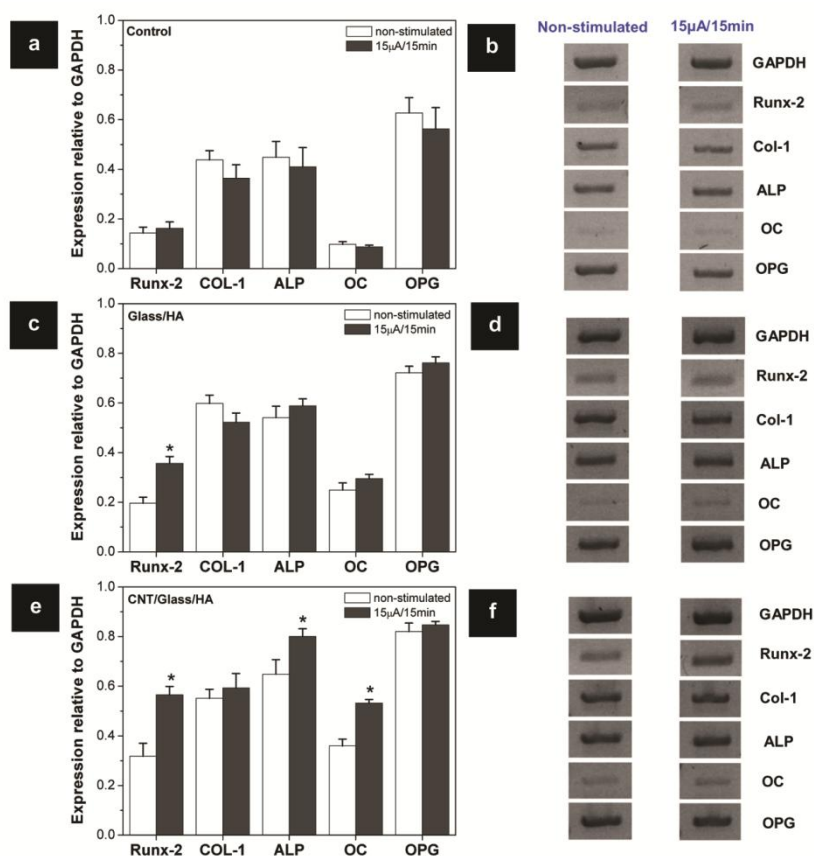 a
Control
non-stimulated
15µA/15min
Expression relative to GAPDH
1.0
0.8
0.6
0.4
0.2
0.0
Runx-2 COL-1 ALP OC OPG
b
Non-stimulated 15µA/15min
GAPDH
Runx-2
Col-1
ALP
OC
OPG
c
Glass/HA
non-stimulated
15µA/15min
Expression relative to GAPDH
1.0
0.8
0.6
0.4
0.2
0.0
*
Runx-2 COL-1 ALP OC OPG
d
GAPDH
Runx-2
Col-1
ALP
OC
OPG
e
CNT/Glass/HA
non-stimulated
15µA/15min
Expression relative to GAPDH
1.0
0.8
0.6
0.4
0.2
0.0
* * *
Runx-2 COL-1 ALP OC OPG
f
GAPDH
Runx-2
Col-1
ALP
OC
OPG